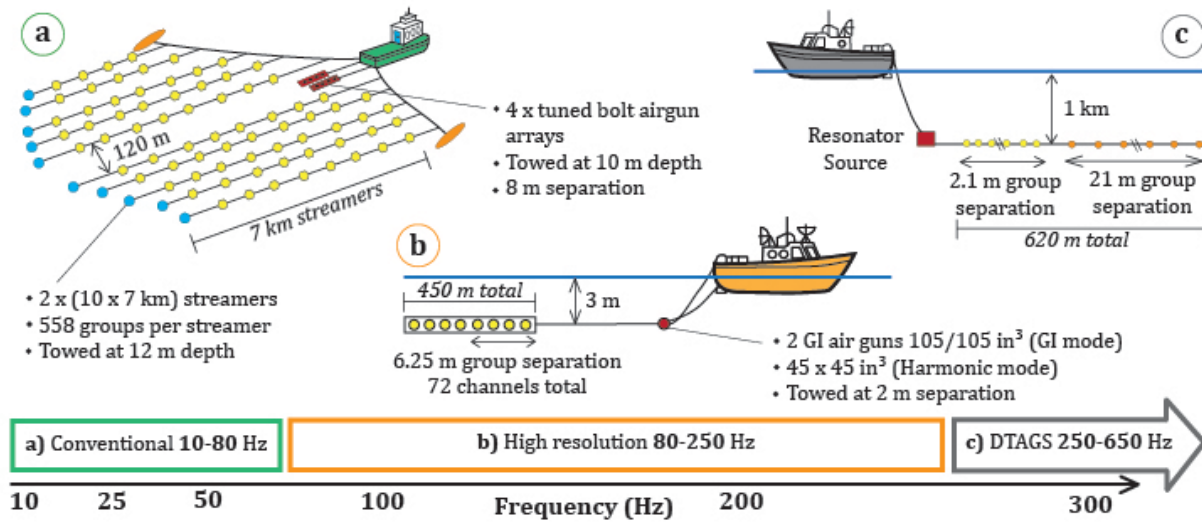 a
120 m
7 km streamers
• 4 x tuned bolt airgun
arrays
• Towed at 10 m depth
• 8 m separation
• 2 x (10 x 7 km) streamers
• 558 groups per streamer
• Towed at 12 m depth
b
450 m total
3 m
6.25 m group separation
72 channels total
• 2 GI air guns 105/105 in³ (GI mode)
• 45 x 45 in³ (Harmonic mode)
• Towed at 2 m separation
c
1 km
Resonator
Source
2.1 m group
separation
21 m group
separation
620 m total
a) Conventional 10-80 Hz
b) High resolution 80-250 Hz
c) DTAGS 250-650 Hz
10 25 50 100 200 300
Frequency (Hz)